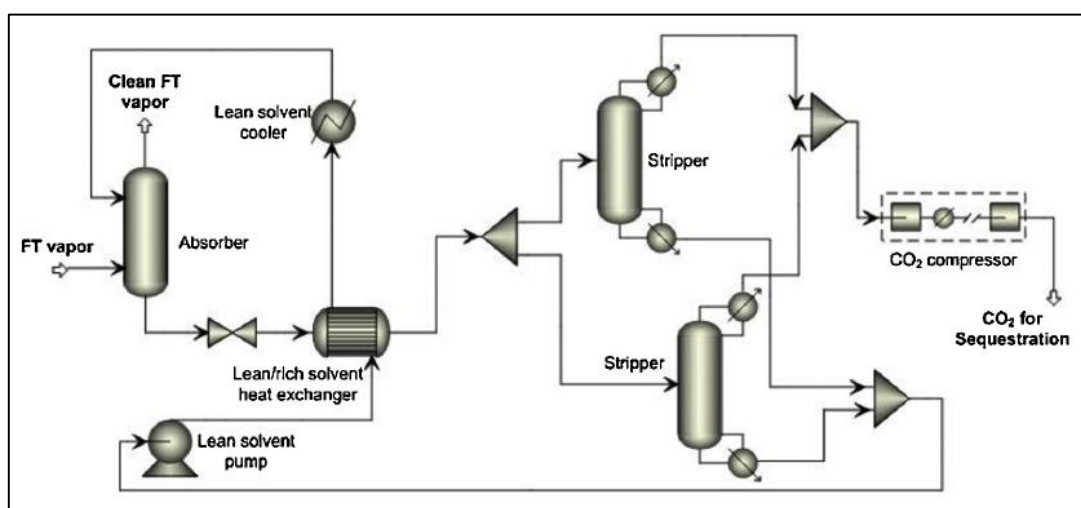 Clean FT
vapor
Lean solvent
cooler
Stripper
FT vapor
Absorber
CO₂ compressor
CO₂ for
Sequestration
Lean/rich solvent
heat exchanger
Stripper
Lean solvent
pump